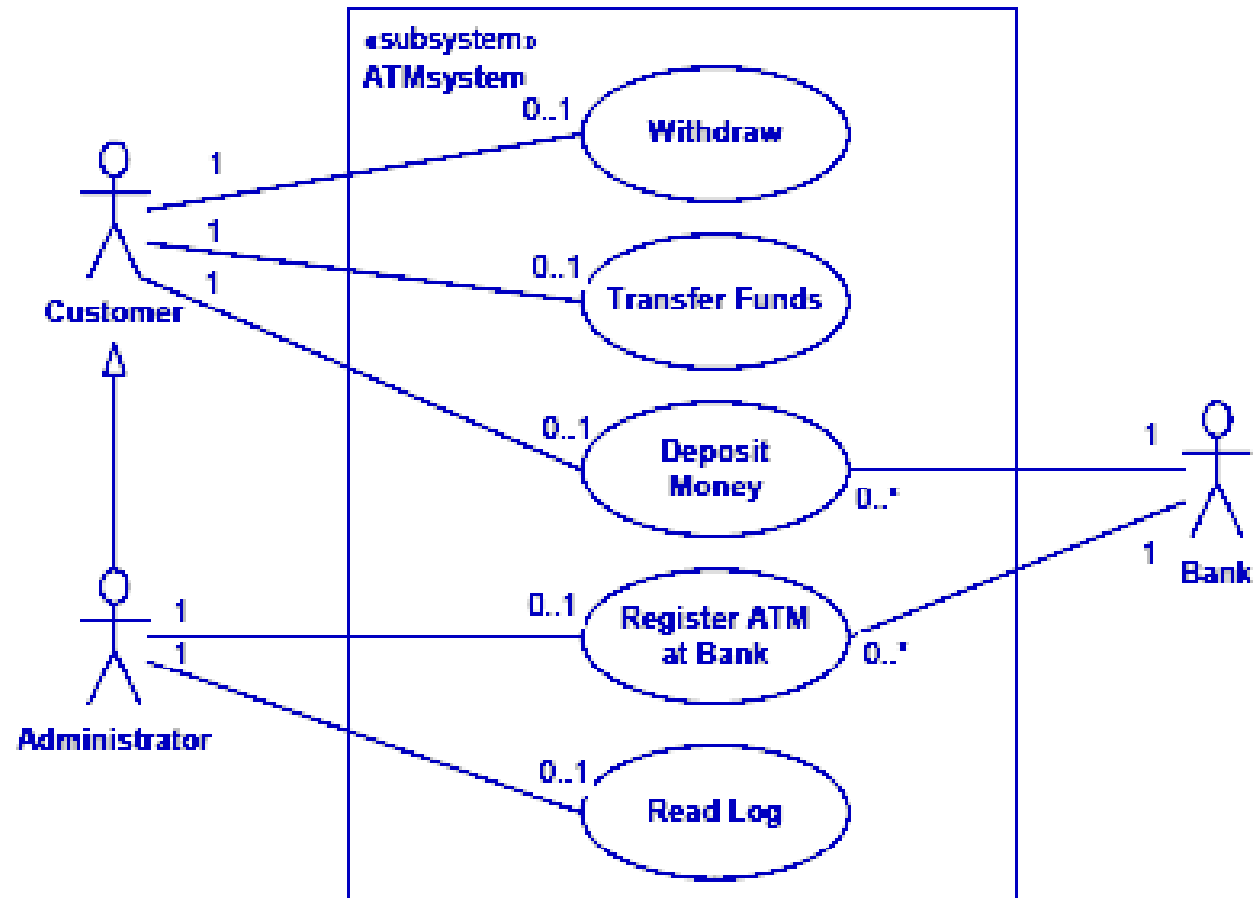 «subsystem»
ATMsystem
0..1
Withdraw
1
1
0..1
Transfer Funds
1
Customer
0..1
Deposit
Money
1
0..*
1
Bank
1
0..1
Register ATM
at Bank
0..*
1
Administrator
0..1
Read Log